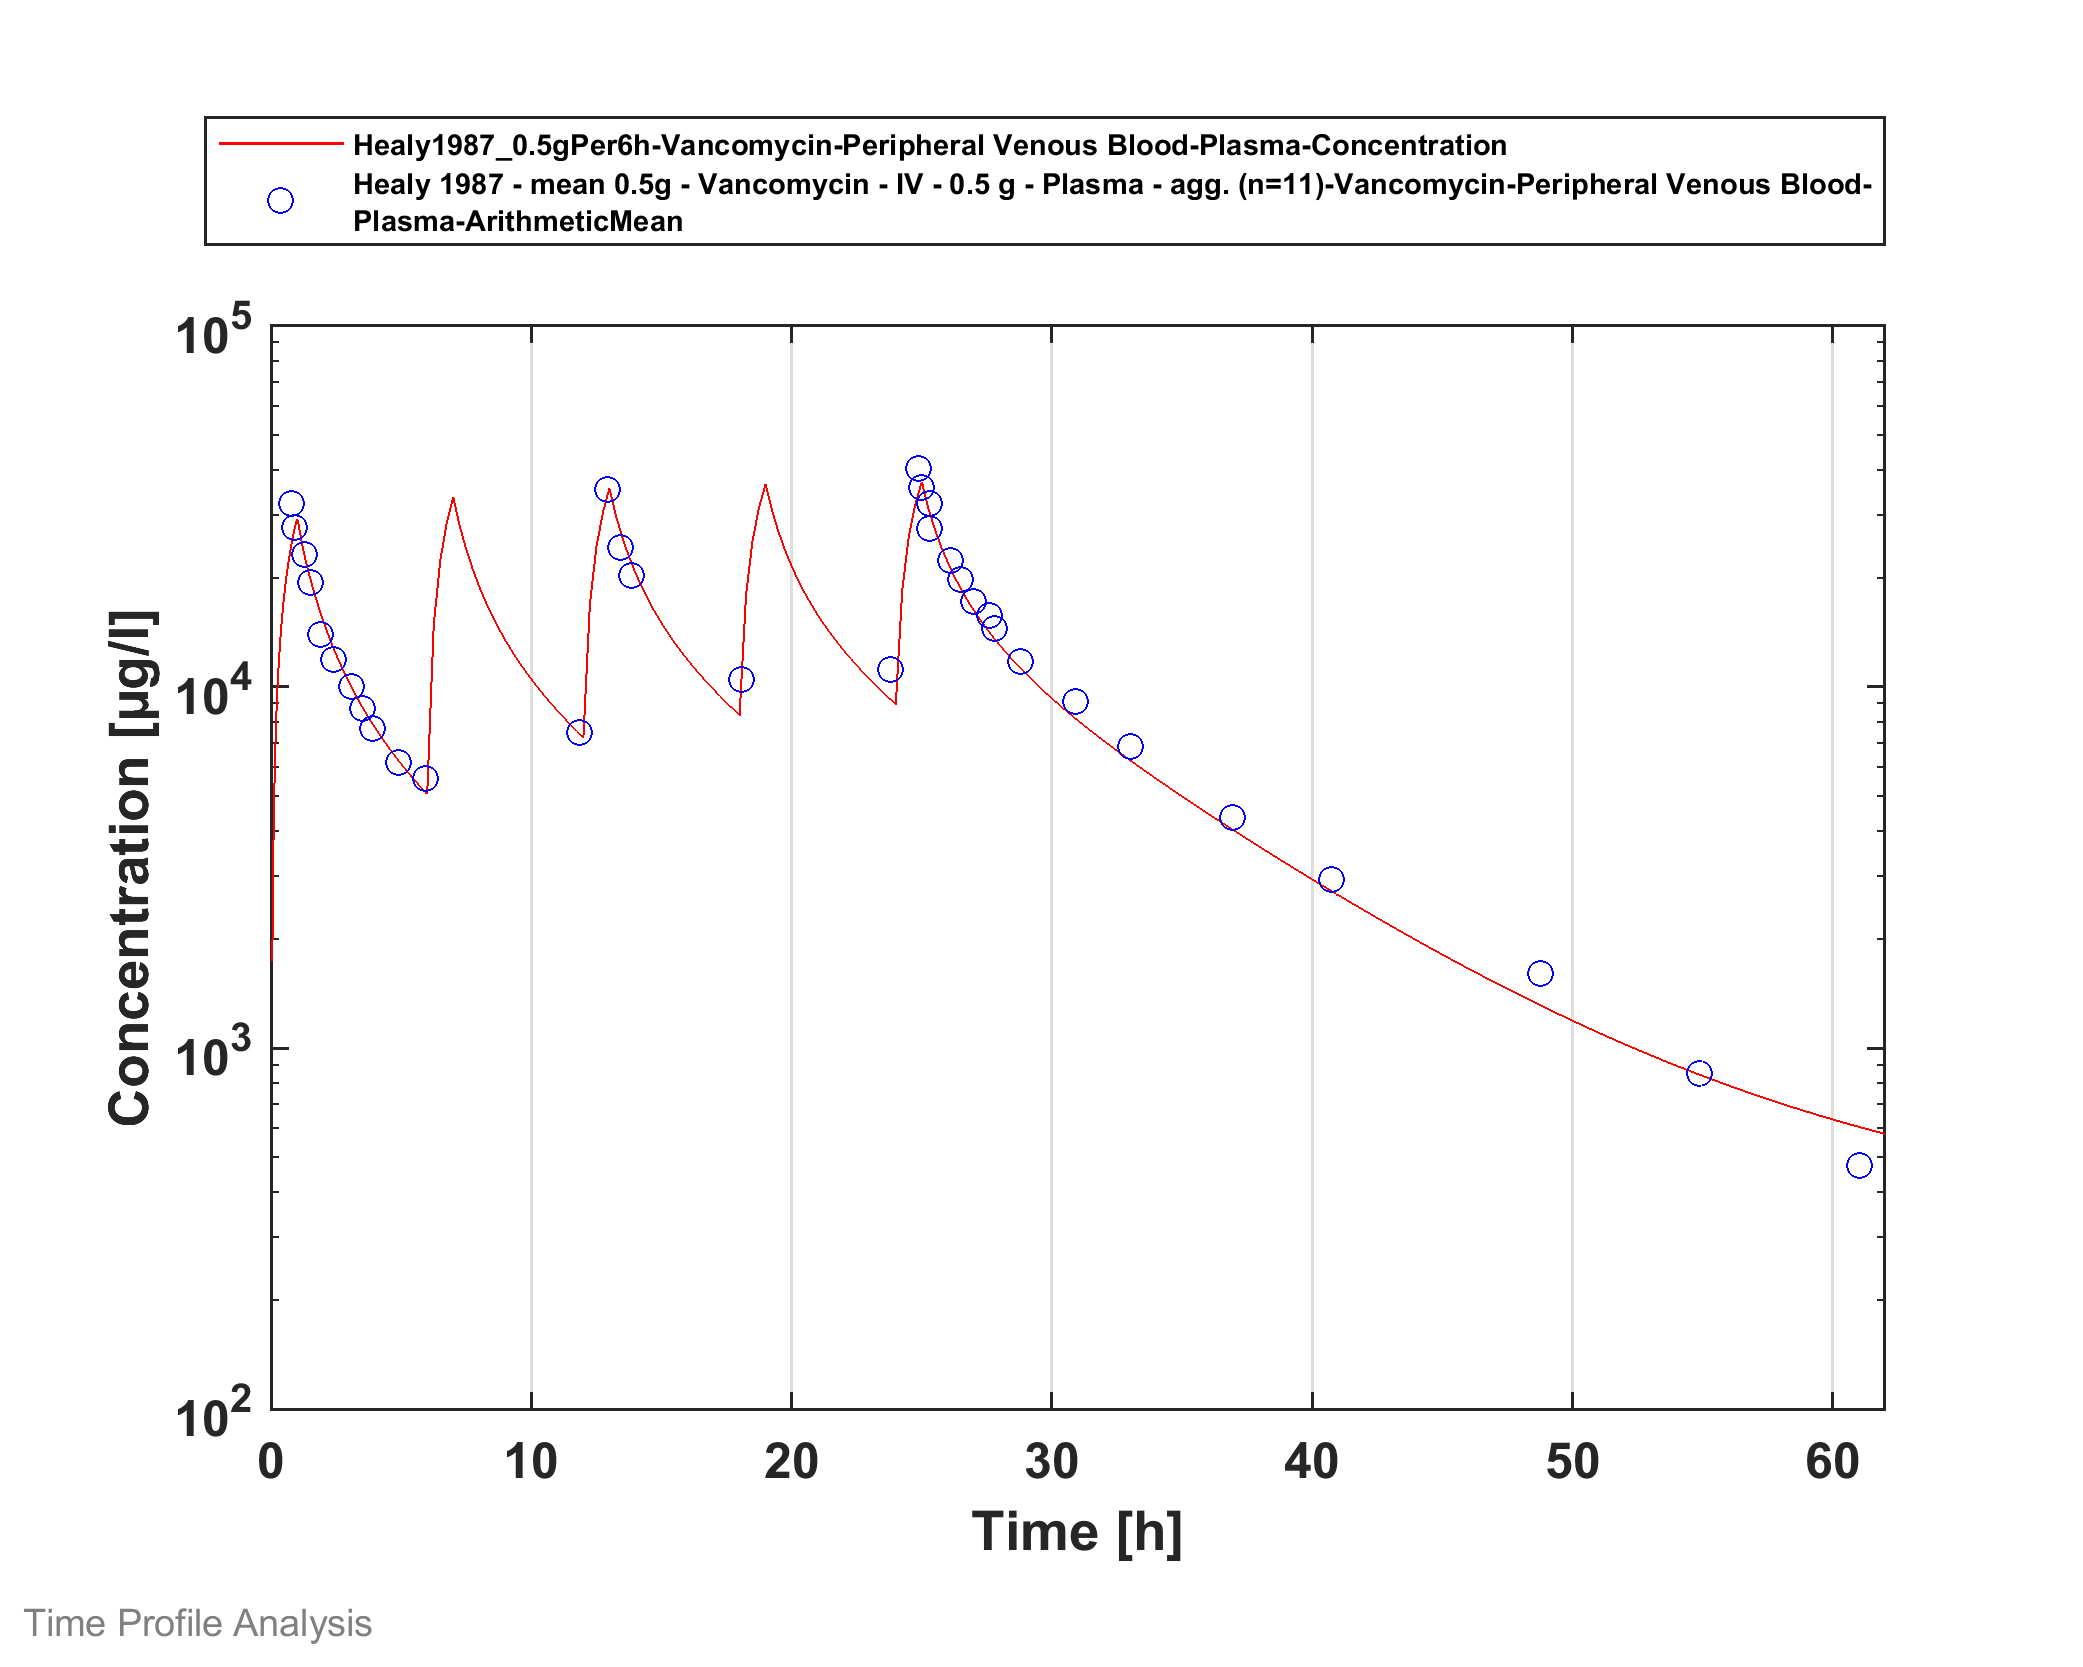 Healy1987_0.5gPer6h-Vancomycin-Peripheral Venous Blood-Plasma-Concentration
Healy 1987 - mean 0.5g - Vancomycin - IV - 0.5 g - Plasma - agg. (n=11)-Vancomycin-Peripheral Venous Blood-
Plasma-ArithmeticMean
10^5
10^4
10^3
10^2
Concentration [µg/l]
0 10 20 30 40 50 60
Time [h]
Time Profile Analysis